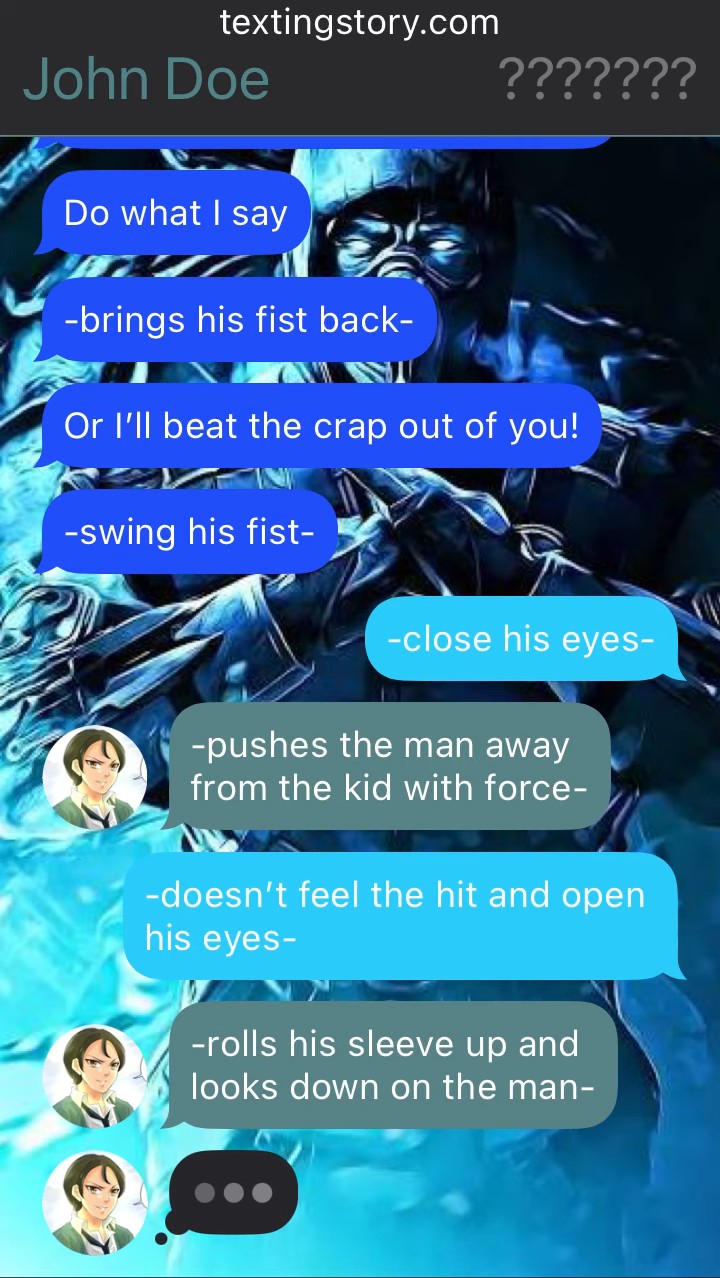 textingstory.com
John Doe
???????
Do what I say
-brings his fist back-
Or I’ll beat the crap out of you!
-swing his fist-
-close his eyes-
-pushes the man away
from the kid with force-
-doesn’t feel the hit and open
his eyes-
-rolls his sleeve up and
looks down on the man-